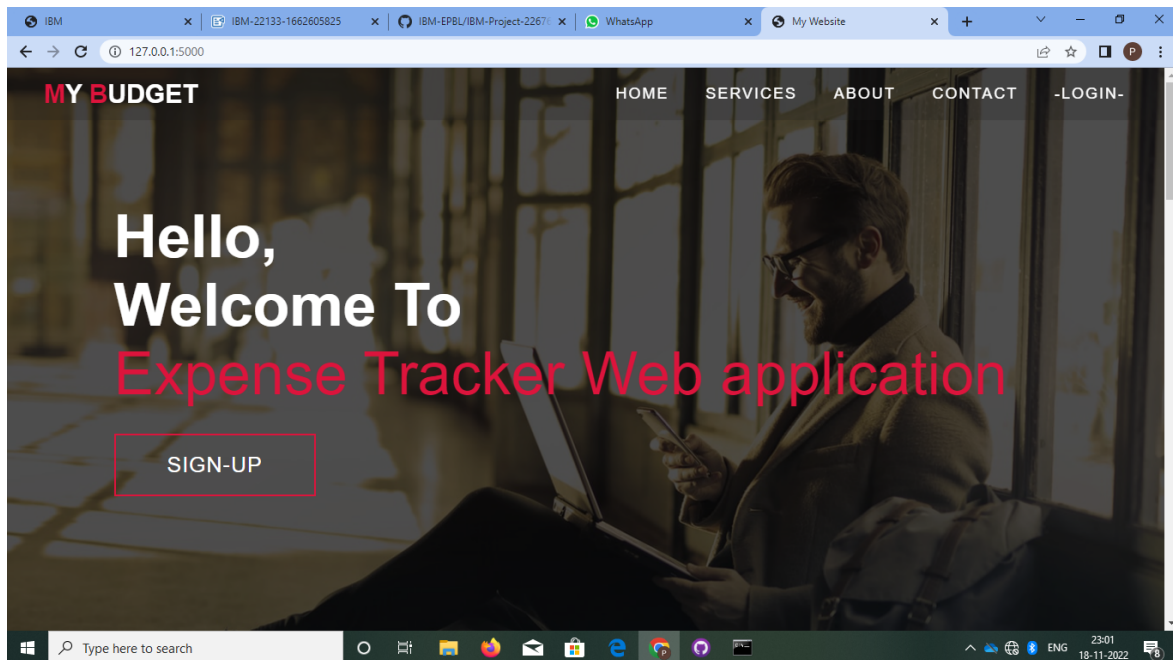 IBM
IBM-22133-1662605825
IBM-EPBL/IBM-Project-22676
WhatsApp
My Website
127.0.0.1:5000
P
MY BUDGET
HOME
SERVICES
ABOUT
CONTACT
-LOGIN-
Hello,
Welcome To
Expense Tracker Web application
SIGN-UP
Type here to search
ENG
23:01
18-11-2022
8